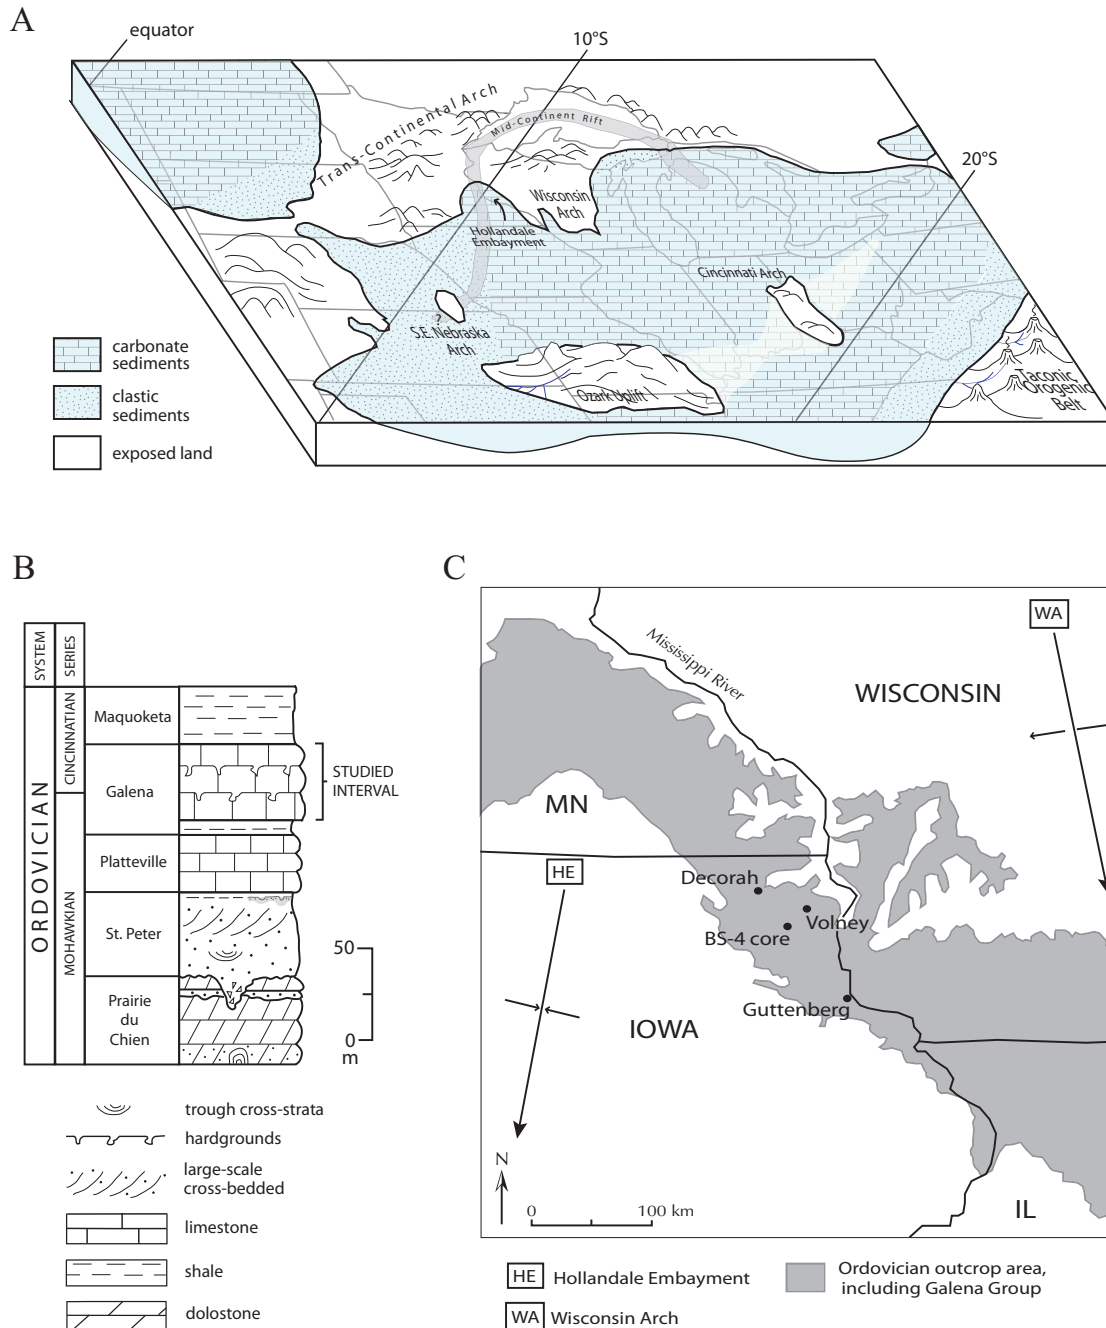 A
equator
10°S
20°S
Trans-Continental Arch
Mid-Continent Rift
Wisconsin
Arch
Hollandale
Embayment
Cincinnati Arch
?
S.E. Nebraska
Arch
Ozark Uplift
Taconic
Orogenic
Belt
carbonate
sediments
clastic
sediments
exposed land
B
SYSTEM
SERIES
ORDOVICIAN
CINCINNATIAN
MOHAWKIAN
Maquoketa
Galena
Platteville
St. Peter
Prairie
du
Chien
STUDIED
INTERVAL
50
0
m
trough cross-strata
hardgrounds
large-scale
cross-bedded
limestone
shale
dolostone
C
Mississippi River
WA
WISCONSIN
MN
HE
Decorah
Volney
BS-4 core
Guttenberg
IOWA
N
0
100 km
IL
HE
Hollandale Embayment
WA
Wisconsin Arch
Ordovician outcrop area,
including Galena Group